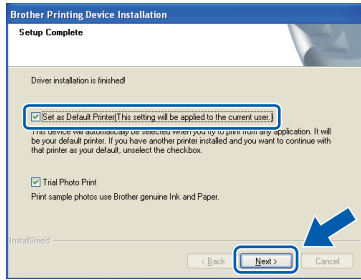 Brother Printing Device Installation
Setup Complete
Driver installation is finished!
Set as Default Printer(This setting will be applied to the current user.)
This device will automatically be selected when you try to print from any application. It will
be your default printer. If you have another printer installed and you want to continue with
that printer as your default, unselect the checkbox.
Trial Photo Print
Print sample photos use Brother genuine Ink and Paper.
InstallShield
< Back
Next >
Cancel